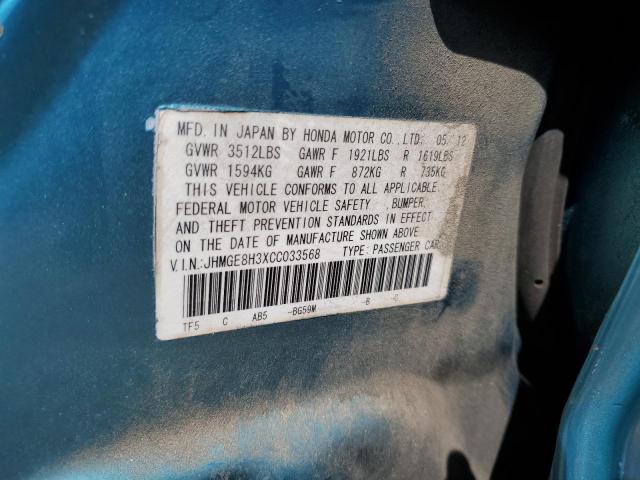 MFD. IN JAPAN BY HONDA MOTOR CO.,LTD. 05 12
GVWR 3512LBS GAWR F 1921LBS R 1619LBS
GVWR 1594KG GAWR F 872KG R 735KG
THIS VEHICLE CONFORMS TO ALL APPLICABLE
FEDERAL MOTOR VEHICLE SAFETY ,BUMPER,
AND THEFT PREVENTION STANDARDS IN EFFECT
ON THE DATE OF MANUFACTURE SHOWN ABOVE.
V.I.N.:JHMGE8H3XCC033568 TYPE: PASSENGER CAR
TF5 C AB5 -BG59M -B -C